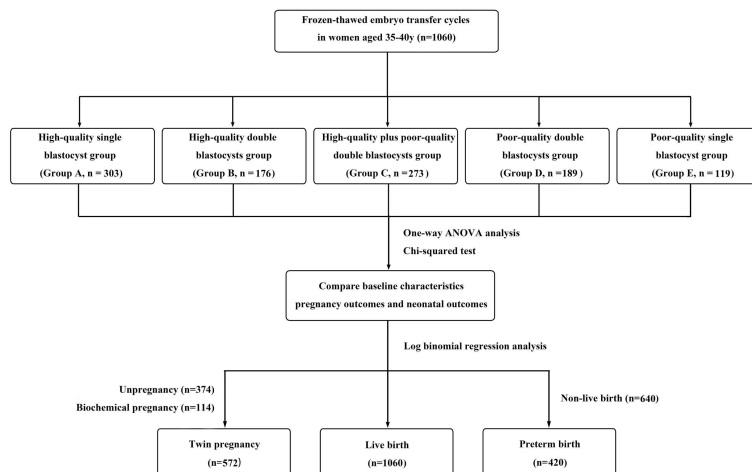 Frozen-thawed embryo transfer cycles
in women aged 35-40y (n=1060)
High-quality single
blastocyst group
(Group A, n = 303)
High-quality double
blastocysts group
(Group B, n = 176)
High-quality plus poor-quality
double blastocysts group
(Group C, n = 273)
Poor-quality double
blastocysts group
(Group D, n = 189)
Poor-quality single
blastocyst group
(Group E, n = 119)
One-way ANOVA analysis
Chi-squared test
Compare baseline characteristics
pregnancy outcomes and neonatal outcomes
Log binomial regression analysis
Unpregnancy (n=374)
Biochemical pregnancy (n=114)
Non-live birth (n=640)
Twin pregnancy
(n=572)
Live birth
(n=1060)
Preterm birth
(n=420)